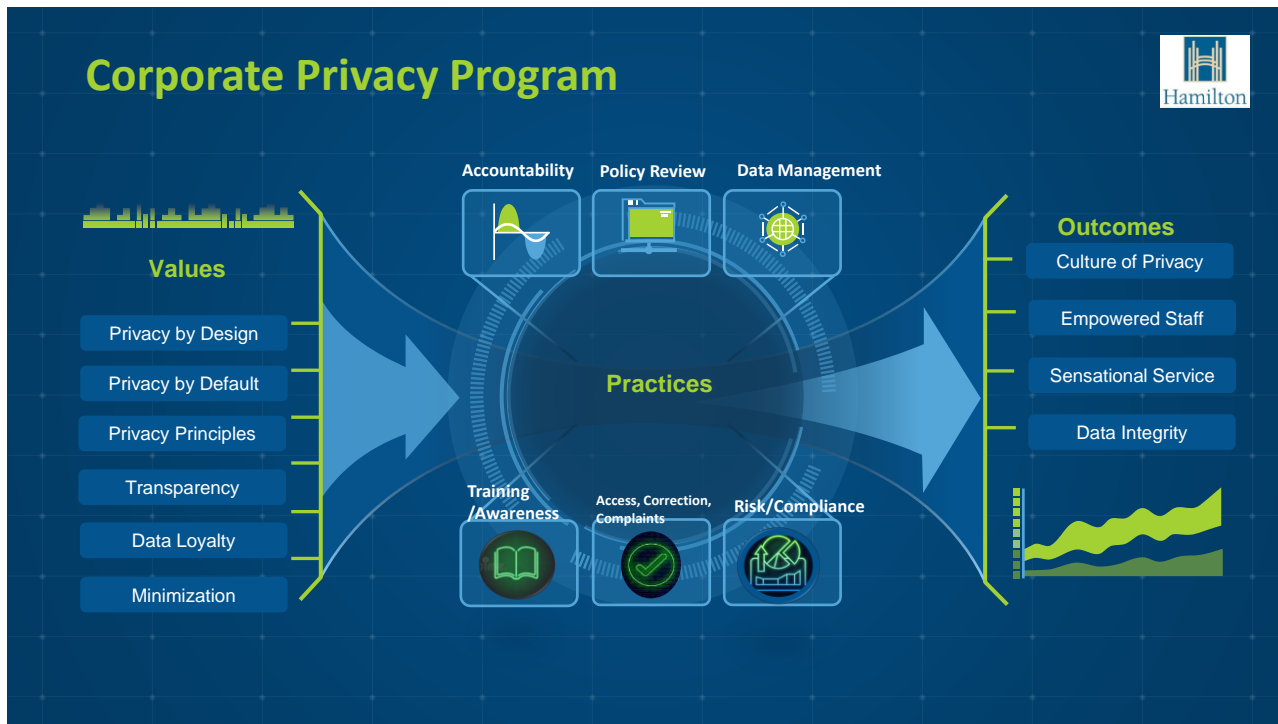 Corporate Privacy Program
Hamilton
Values
Privacy by Design
Privacy by Default
Privacy Principles
Transparency
Data Loyalty
Minimization
Accountability
Policy Review
Data Management
Practices
Training
/Awareness
Access, Correction,
Complaints
Risk/Compliance
Outcomes
Culture of Privacy
Empowered Staff
Sensational Service
Data Integrity